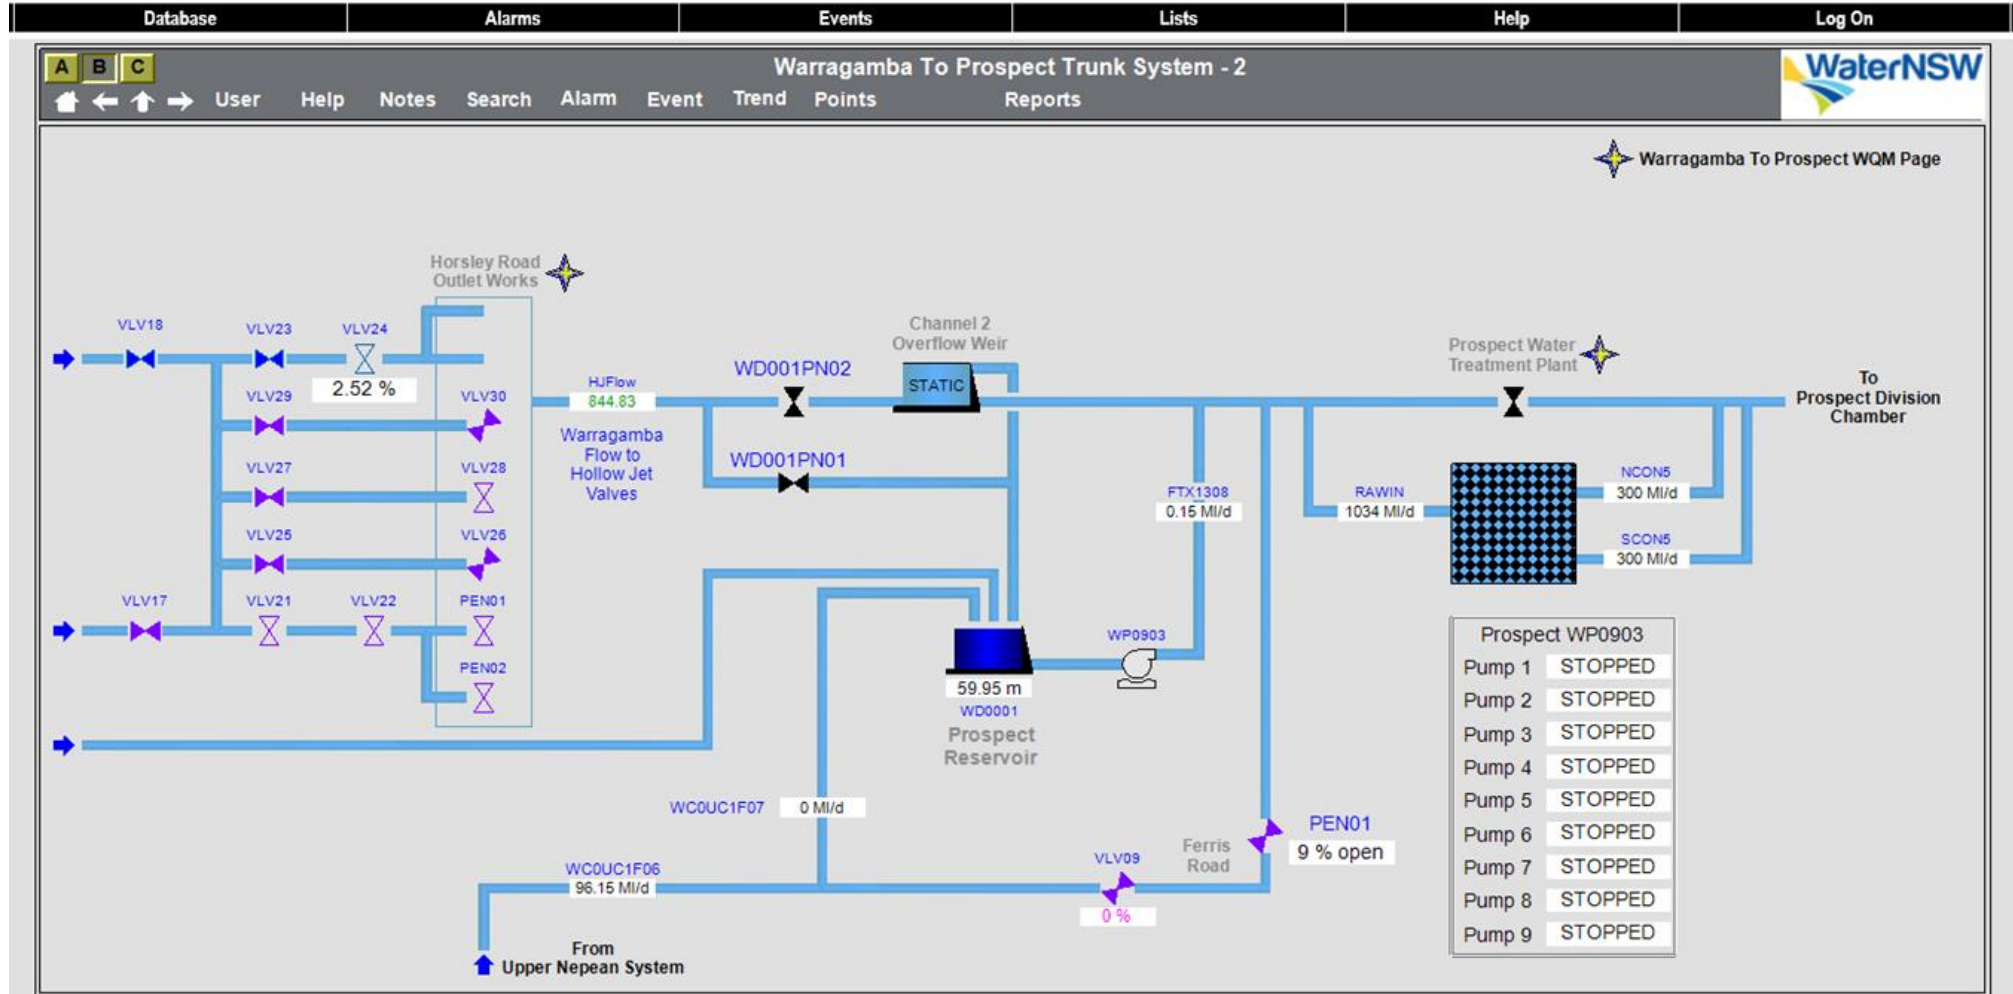 Database Alarms Events Lists Help Log On
A B C
Warragamba To Prospect Trunk System - 2
WaterNSW
User Help Notes Search Alarm Event Trend Points Reports
Warragamba To Prospect WQM Page
Horsley Road
Outlet Works
VLV18 VLV23 VLV24
2.52 %
VLV29 VLV30
VLV27 VLV28
VLV25 VLV26
VLV17 VLV21 VLV22 PEN01
PEN02
HJFlow
844.83
Warragamba
Flow to
Hollow Jet
Valves
WD001PN02
WD001PN01
Channel 2
Overflow Weir
STATIC
Prospect Water
Treatment Plant
To
Prospect Division
Chamber
FTX1308
0.15 Ml/d
RAWIN
1034 Ml/d
NCON5
300 Ml/d
SCON5
300 Ml/d
WP0903
59.95 m
WD0001
Prospect
Reservoir
WC0UC1F07 0 Ml/d
WC0UC1F06
96.15 Ml/d
VLV09
0 %
Ferris
Road
PEN01
9 % open
From
Upper Nepean System
Prospect WP0903
Pump 1 STOPPED
Pump 2 STOPPED
Pump 3 STOPPED
Pump 4 STOPPED
Pump 5 STOPPED
Pump 6 STOPPED
Pump 7 STOPPED
Pump 8 STOPPED
Pump 9 STOPPED